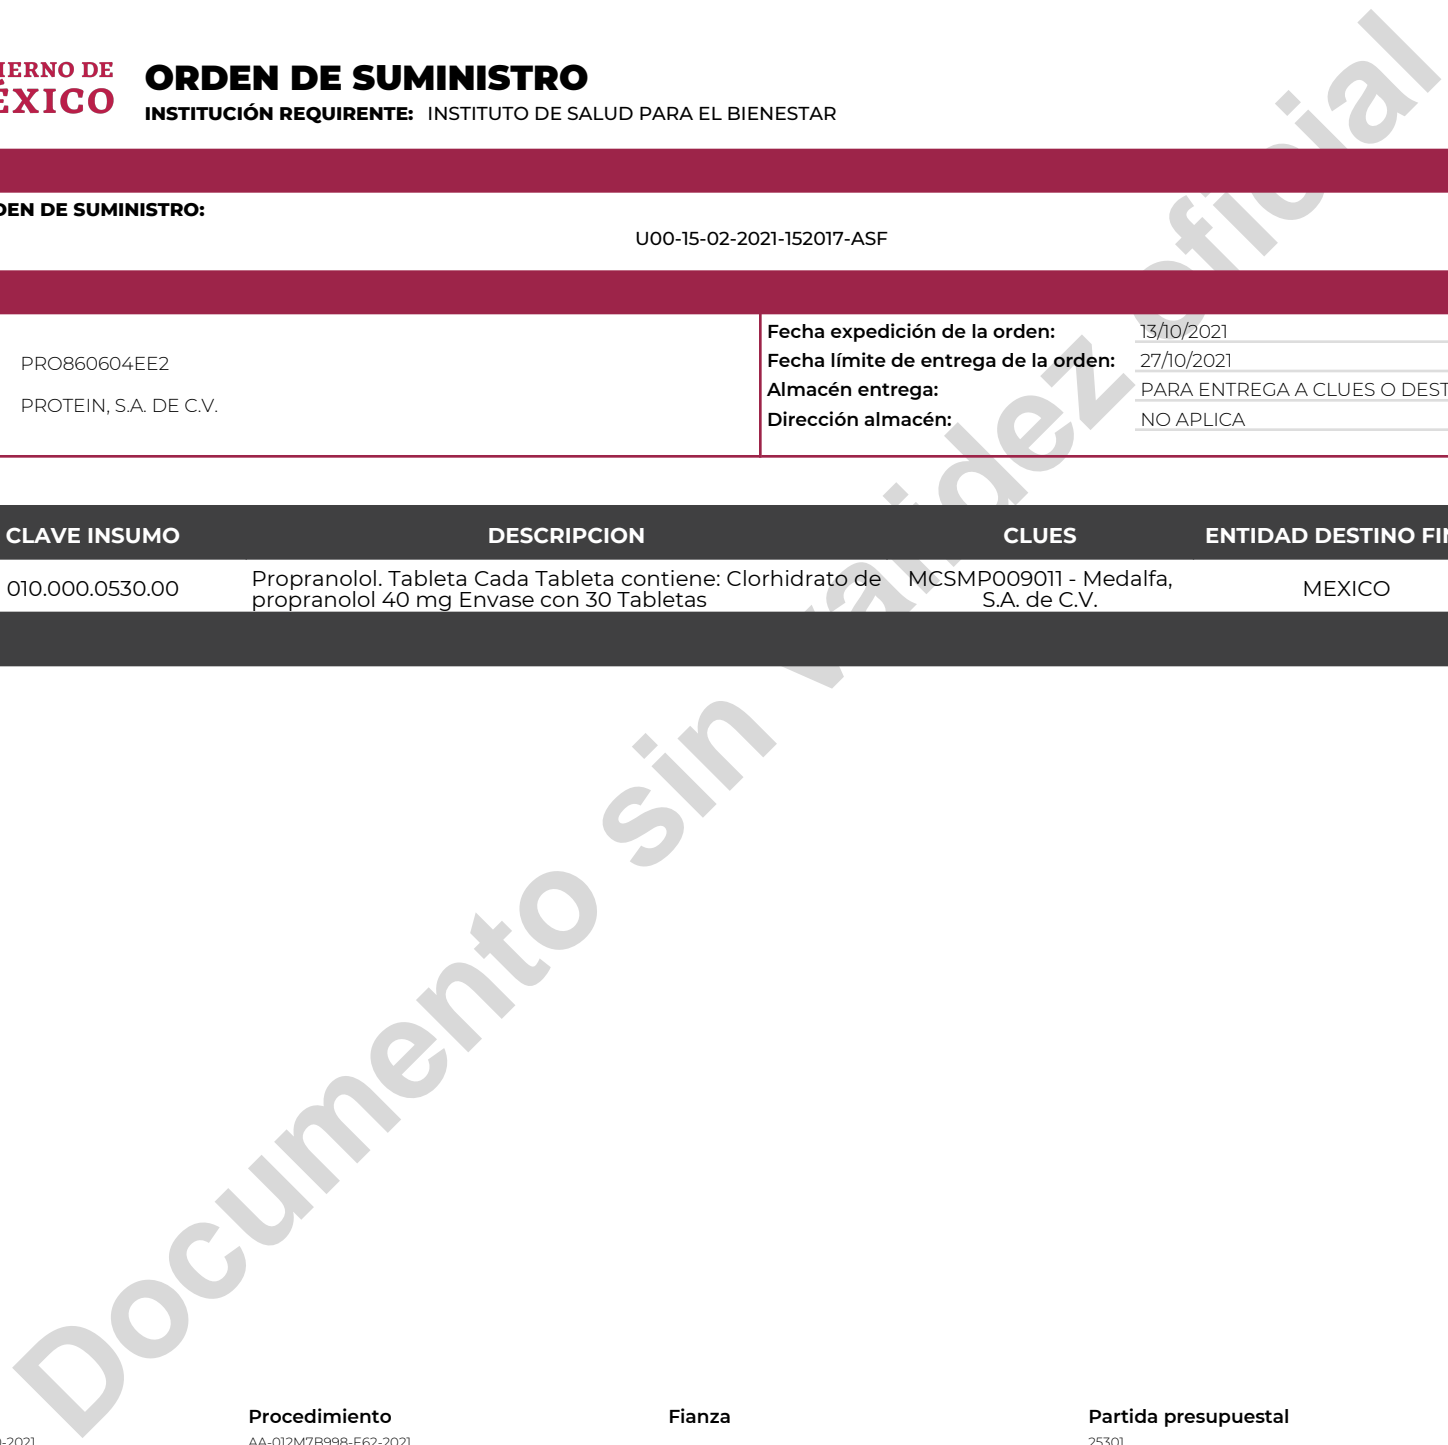 IERNO DE
ÉXICO
ORDEN DE SUMINISTRO
INSTITUCIÓN REQUIRENTE: INSTITUTO DE SALUD PARA EL BIENESTAR
DEN DE SUMINISTRO:
U00-15-02-2021-152017-ASF
PRO860604EE2
PROTEIN, S.A. DE C.V.
Fecha expedición de la orden: 13/10/2021
Fecha límite de entrega de la orden: 27/10/2021
Almacén entrega: PARA ENTREGA A CLUES O DEST
Dirección almacén: NO APLICA
CLAVE INSUMO DESCRIPCION CLUES ENTIDAD DESTINO FIN
010.000.0530.00
Propranolol. Tableta Cada Tableta contiene: Clorhidrato de
propranolol 40 mg Envase con 30 Tabletas
MCSMP009011 - Medalfa,
S.A. de C.V.
MEXICO
Documento sin validez oficial
Procedimiento Fianza Partida presupuestal
-2021 AA-012M7B998-E62-2021 25301